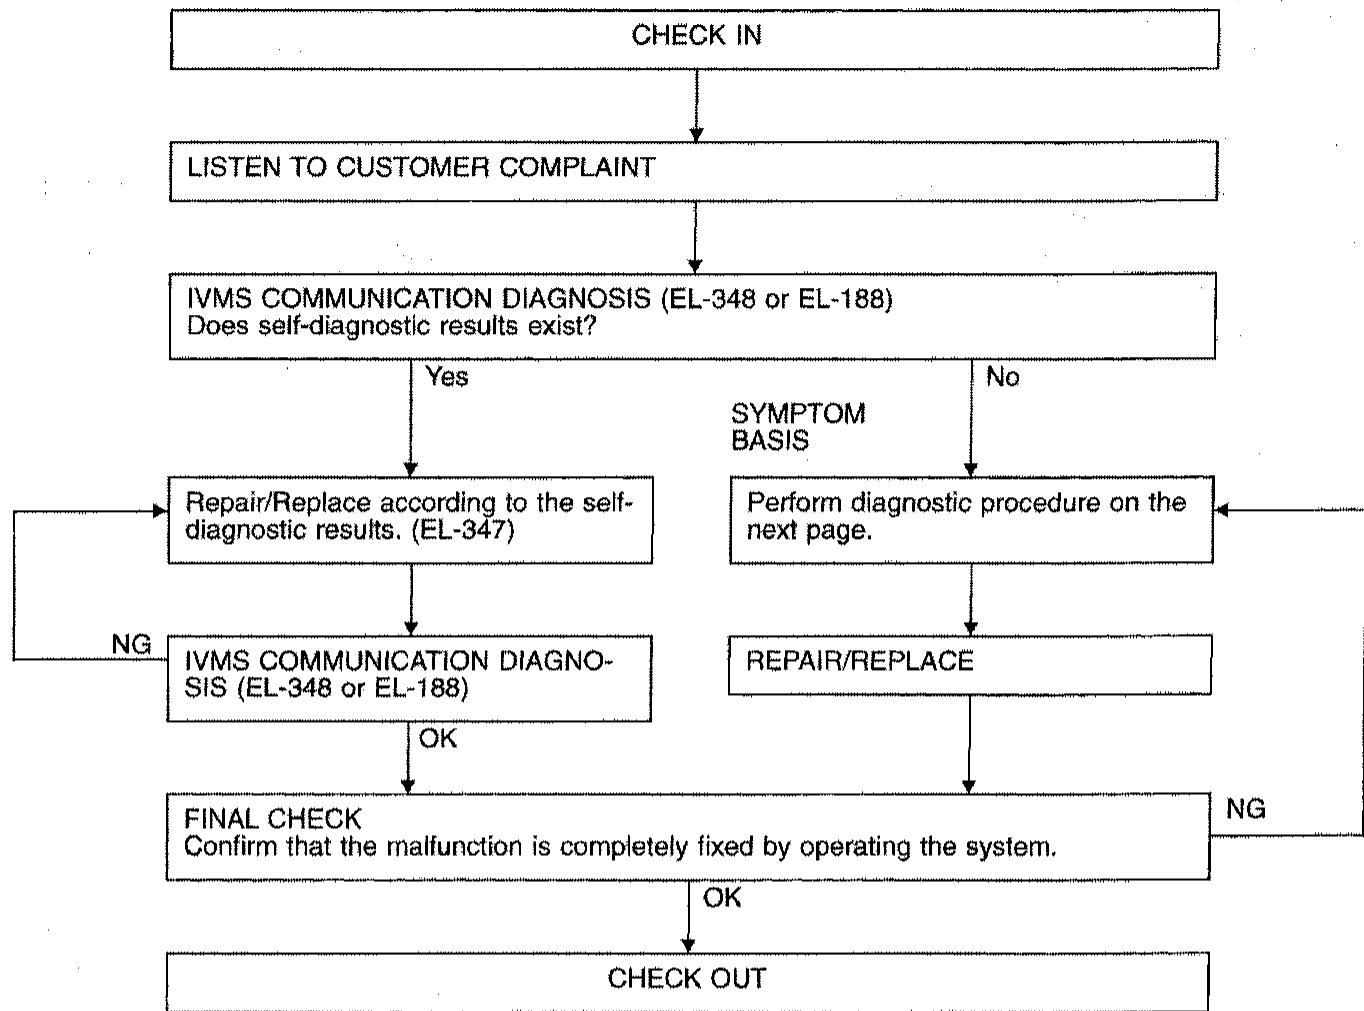 CHECK IN
LISTEN TO CUSTOMER COMPLAINT
IVMS COMMUNICATION DIAGNOSIS (EL-348 or EL-188)
Does self-diagnostic results exist?
Yes
No
SYMPTOM
BASIS
Repair/Replace according to the self-
diagnostic results. (EL-347)
Perform diagnostic procedure on the
next page.
NG
IVMS COMMUNICATION DIAGNO-
SIS (EL-348 or EL-188)
REPAIR/REPLACE
OK
FINAL CHECK
Confirm that the malfunction is completely fixed by operating the system.
NG
OK
CHECK OUT